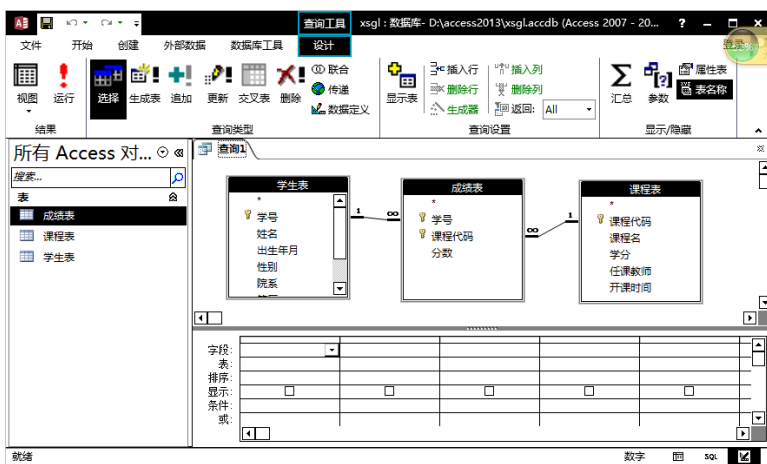 查询工具 xsgl : 数据库- D:\access2013\xsgl.accdb (Access 2007 - 20... ?
文件 开始 创建 外部数据 数据库工具 设计 登录
视图 运行 选择 生成表 追加 更新 交叉表 删除 联合 传递 数据定义 显示表 插入行 删除行 生成器 插入列 删除列 返回: All 汇总 参数 属性表 表名称
结果 查询类型 查询设置 显示/隐藏
所有 Access 对...
查询1
搜索...
表
成绩表
课程表
学生表
学生表
*
学号
姓名
出生年月
性别
院系
1 ∞
成绩表
*
学号
课程代码
分数
∞ 1
课程表
*
课程代码
课程名
学分
任课教师
开课时间
字段:
表:
排序:
显示:
条件:
或:
就绪
数字 SQL